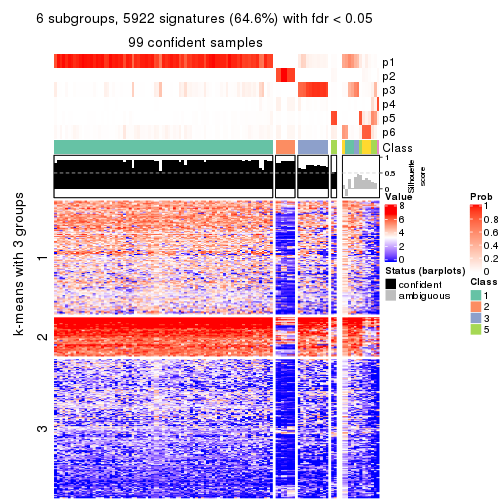 6 subgroups, 5922 signatures (64.6%) with fdr < 0.05
99 confident samples
p1
p2
p3
p4
p5
p6
Class
1
0.5
0
Silhouette
score
k-means with 3 groups
1
2
3
Value
8
6
4
2
0
Status (barplots)
confident
ambiguous
Prob
1
0.8
0.6
0.4
0.2
0
Class
1
2
3
5